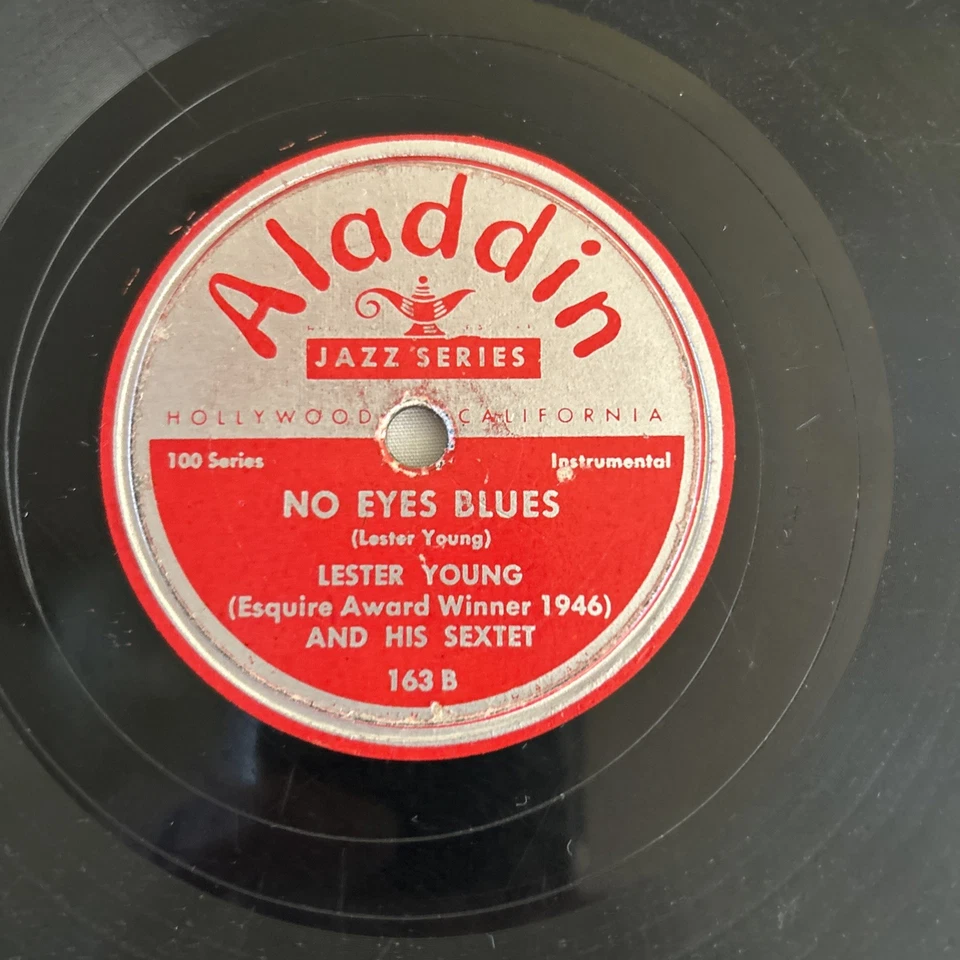 Aladdin
JAZZ SERIES
HOLLYWOOD CALIFORNIA
100 Series Instrumental
NO EYES BLUES
(Lester Young)
LESTER YOUNG
(Esquire Award Winner 1946)
AND HIS SEXTET
163 B